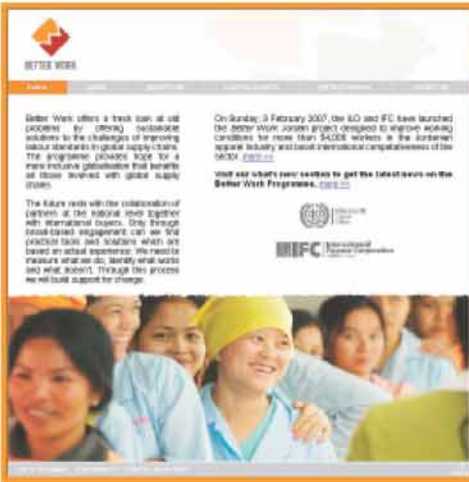 BETTER WORK
Home
Better Work offers a fresh look at old
problems by offering sustainable
solutions to the challenges of improving
labour standards in global supply chains.
The programme provides hope for a
more inclusive globalisation that benefits
all those involved with global supply
chains.
The future rests with the collaboration of
partners at the national level together
with international buyers. Only through
broad-based engagement can we find
practical tools and solutions which are
based on actual experience. We need to
measure what we do, identify what works
and what doesn't. Through this process
we will build support for change.
On Sunday, 3 February 2007, the ILO and IFC have launched
the Better Work Jordan project designed to improve working
conditions for more than 54,000 workers in the Jordanian
apparel industry and boost international competitiveness of the
sector. more >>
Visit our what's new section to get the latest news on the
Better Work Programme. more >>
IFC International
Finance Corporation